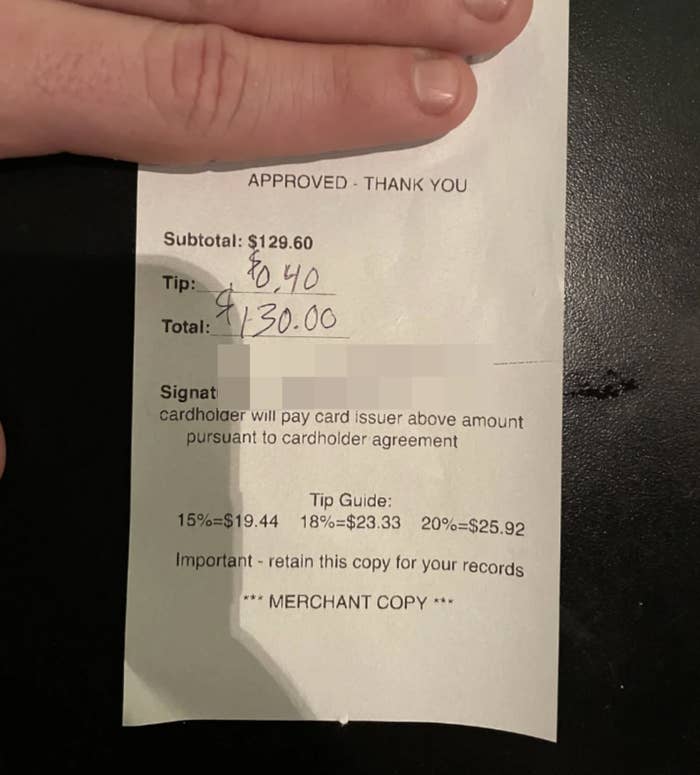 APPROVED - THANK YOU
Subtotal: $129.60
Tip: $0.40
Total: $130.00
Signat
cardholder will pay card issuer above amount
pursuant to cardholder agreement
Tip Guide:
15%=$19.44 18%=$23.33 20%=$25.92
Important - retain this copy for your records
*** MERCHANT COPY ***